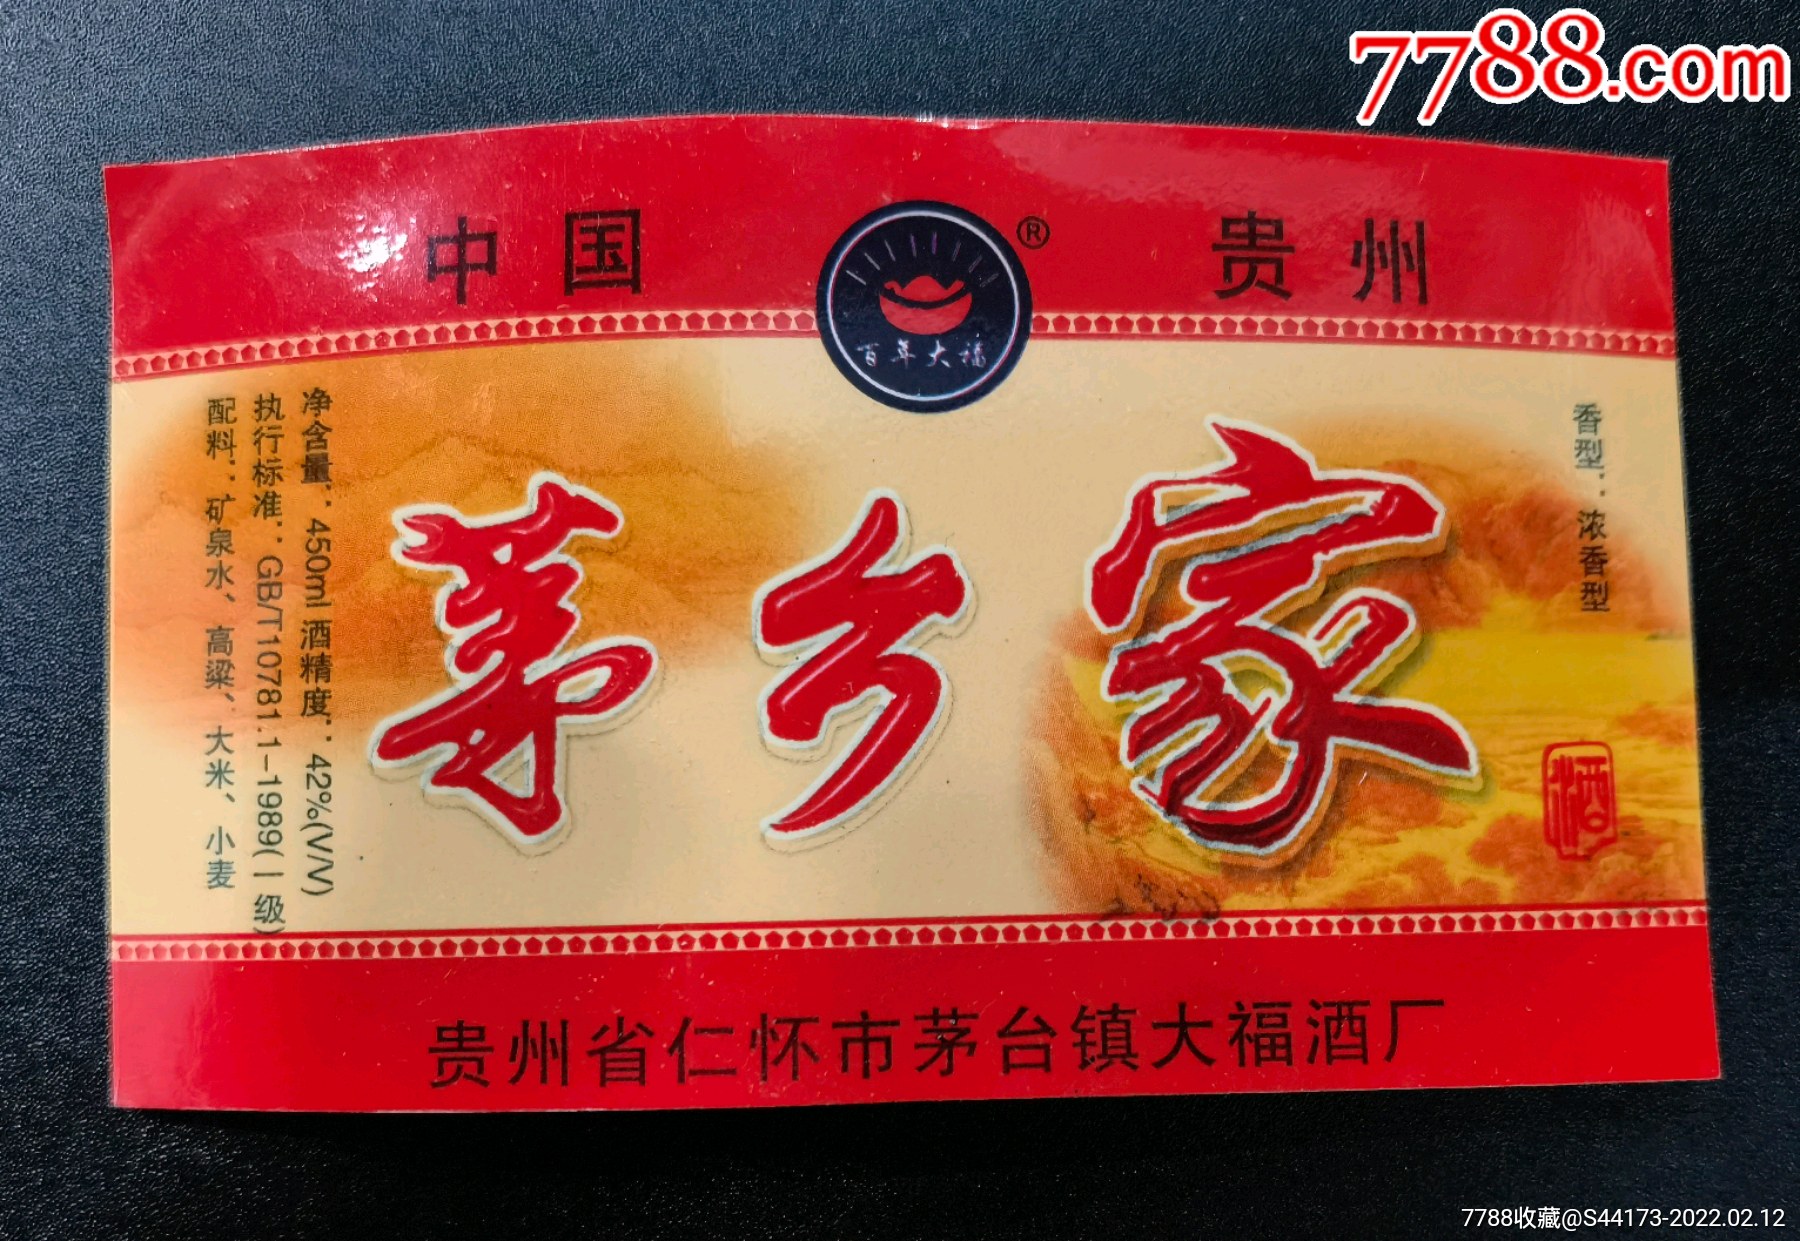 7788.com
中国 贵州
®
百年大福
净含量：450ml 酒精度：42%(V/V)
执行标准：GB/T10781.1-1989(一级)
配料：矿泉水、高粱、大米、小麦
茅乡家
香型：浓香型
酒
贵州省仁怀市茅台镇大福酒厂
7788收藏@S44173-2022.02.12